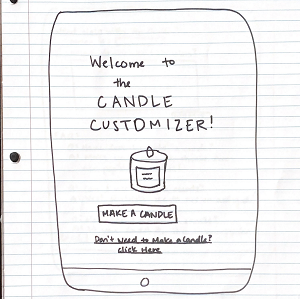 Welcome to
the
CANDLE
CUSTOMIZER!
MAKE A CANDLE
Don't need to Make a Candle?
Click Here